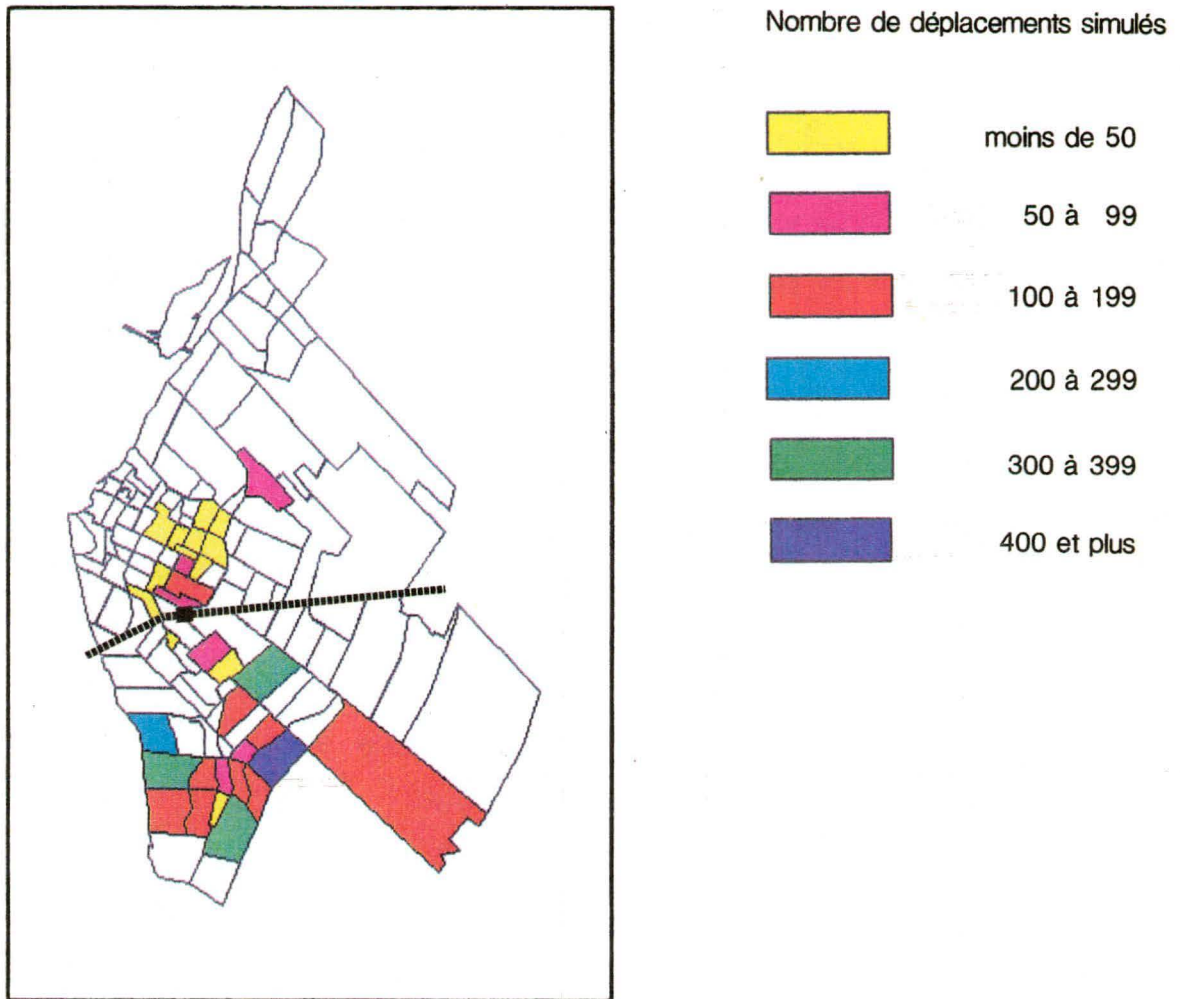 Nombre de déplacements simulés
moins de 50
50 à 99
100 à 199
200 à 299
300 à 399
400 et plus